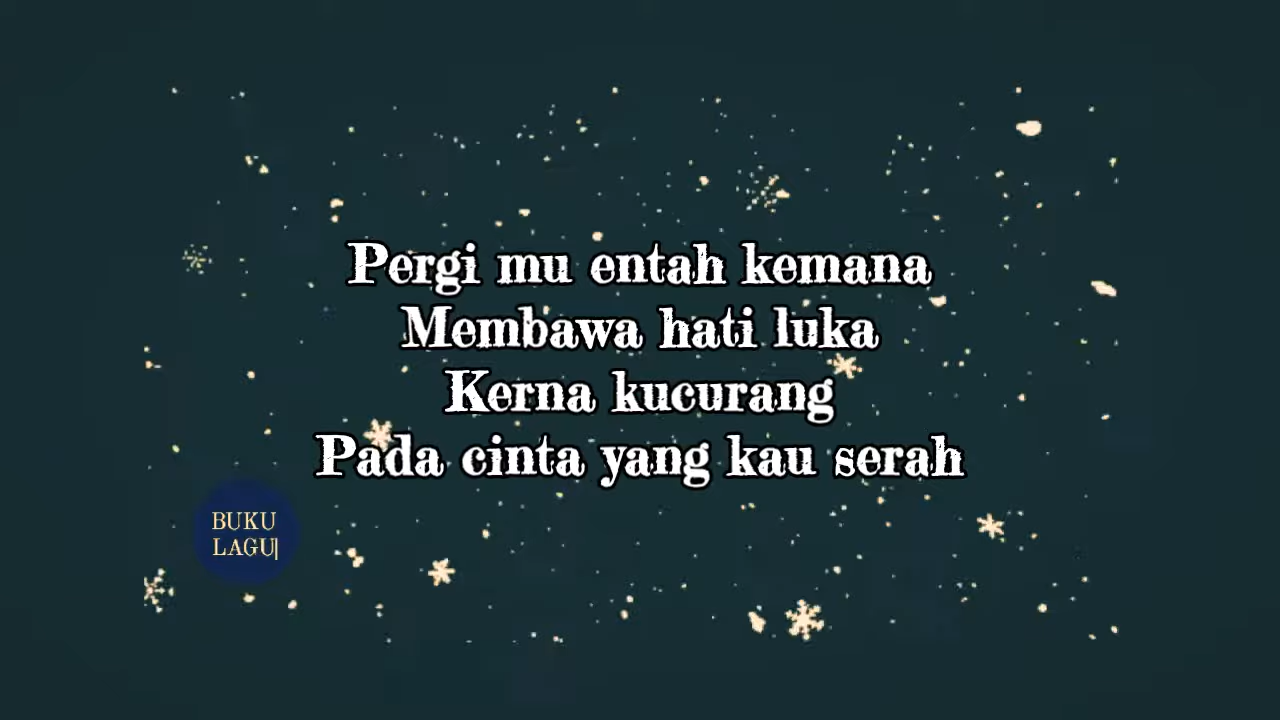 Pergi mu entah kemana
Membawa hati luka
Kerna kucurang
Pada cinta yang kau serah
BUKU
LAGU|